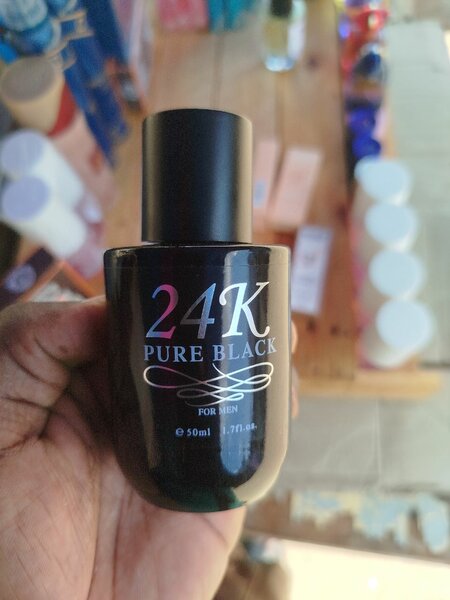 24K
PURE BLACK
FOR MEN
e 50ml 1.7fl.oz.